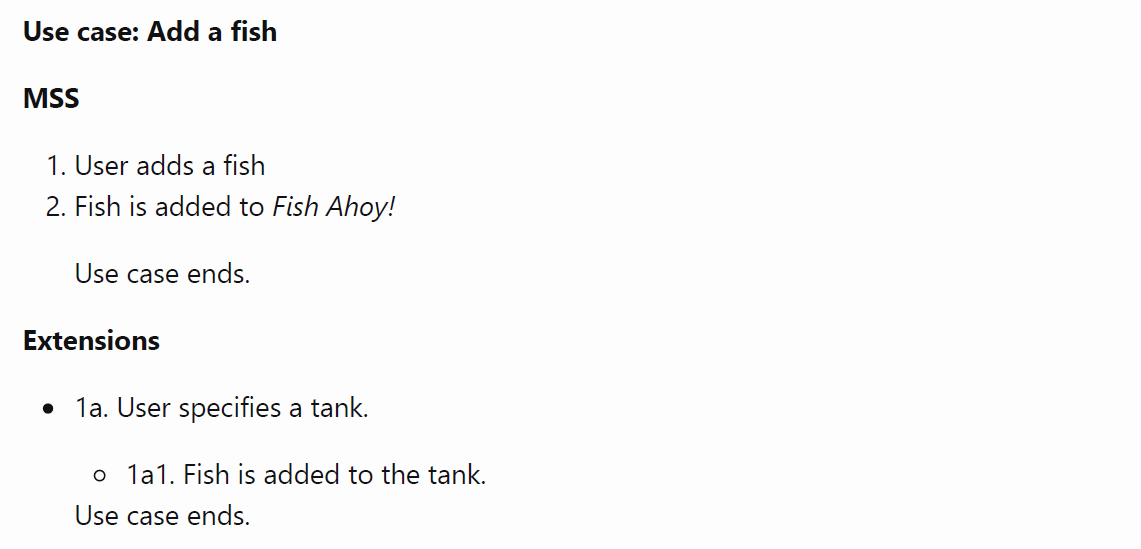 Use case: Add a fish
MSS
1. User adds a fish
2. Fish is added to Fish Ahoy!
Use case ends.
Extensions
• 1a. User specifies a tank.
◦ 1a1. Fish is added to the tank.
Use case ends.